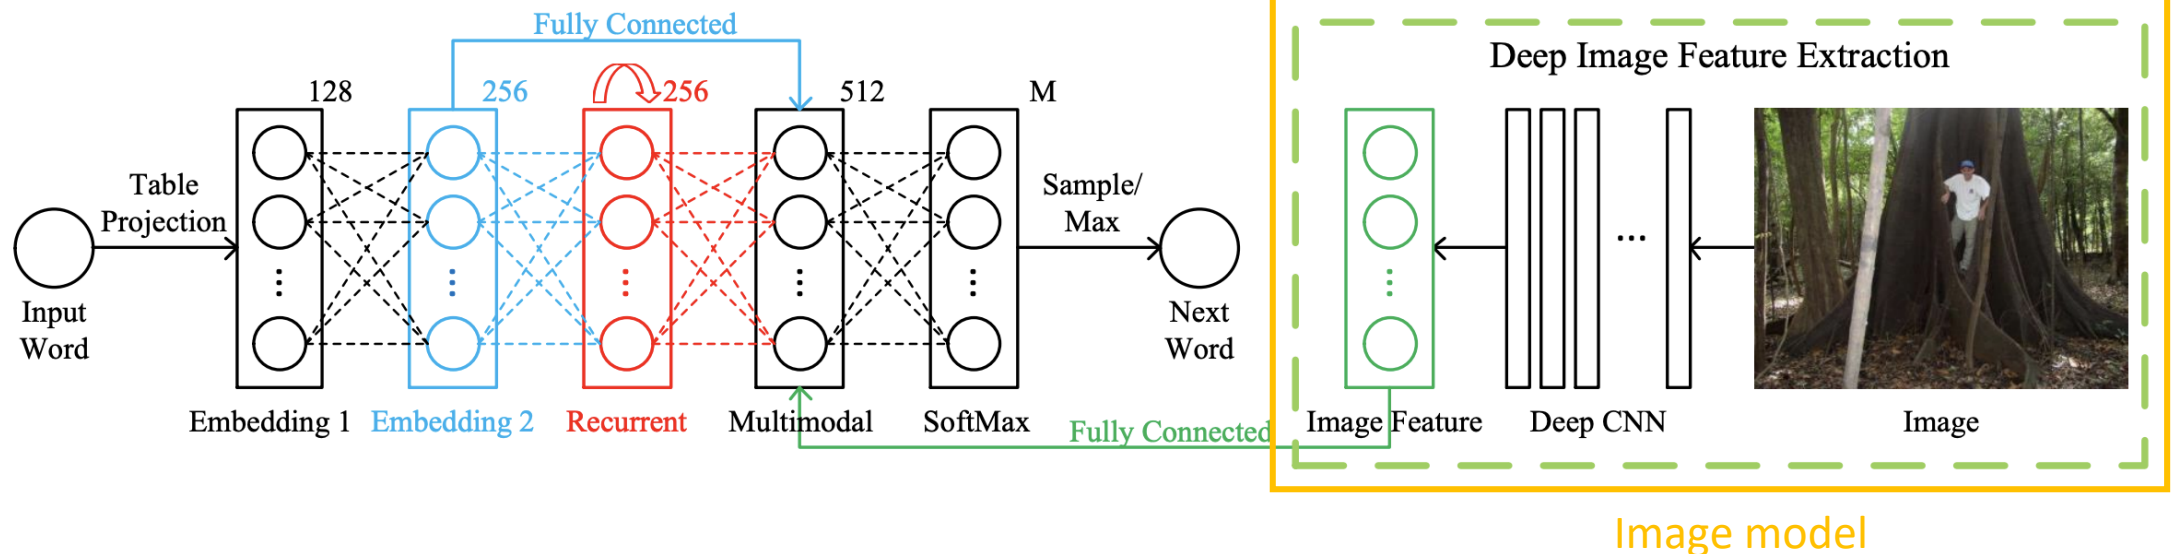 Fully Connected
Deep Image Feature Extraction
128
256
256
512
M
Table
Projection
Sample/
Max
...
Input
Word
Next
Word
Embedding 1
Embedding 2
Recurrent
Multimodal
SoftMax
Fully Connected
Image Feature
Deep CNN
Image
Image model